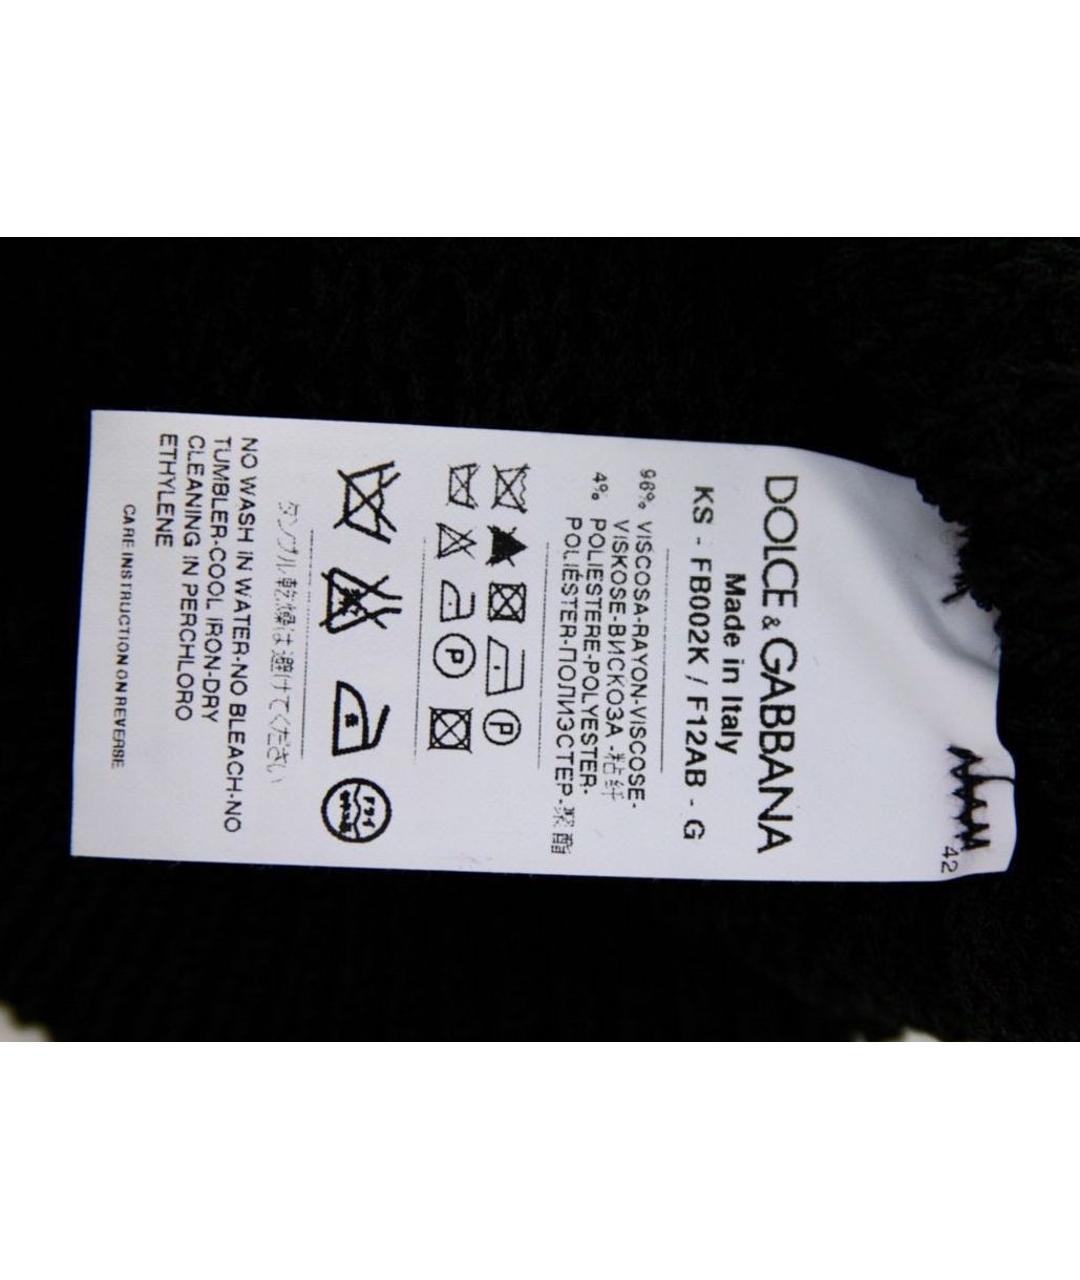 42
DOLCE & GABBANA
Made in Italy
KS - FB002K / F12AB - G
96% VISCOSA-RAYON-VISCOSE-
VISKOSE-ВИСКОЗА-粘纤
4% POLIESTERE-POLYESTER-
POLIÉSTER-ПОЛИЭСТЕР-聚酯
P
P
ドライ
タンブル乾燥は避けてください
NO WASH IN WATER-NO BLEACH-NO
TUMBLER-COOL IRON-DRY
CLEANING IN PERCHLORO
ETHYLENE
CARE INSTRUCTION ON REVERSE